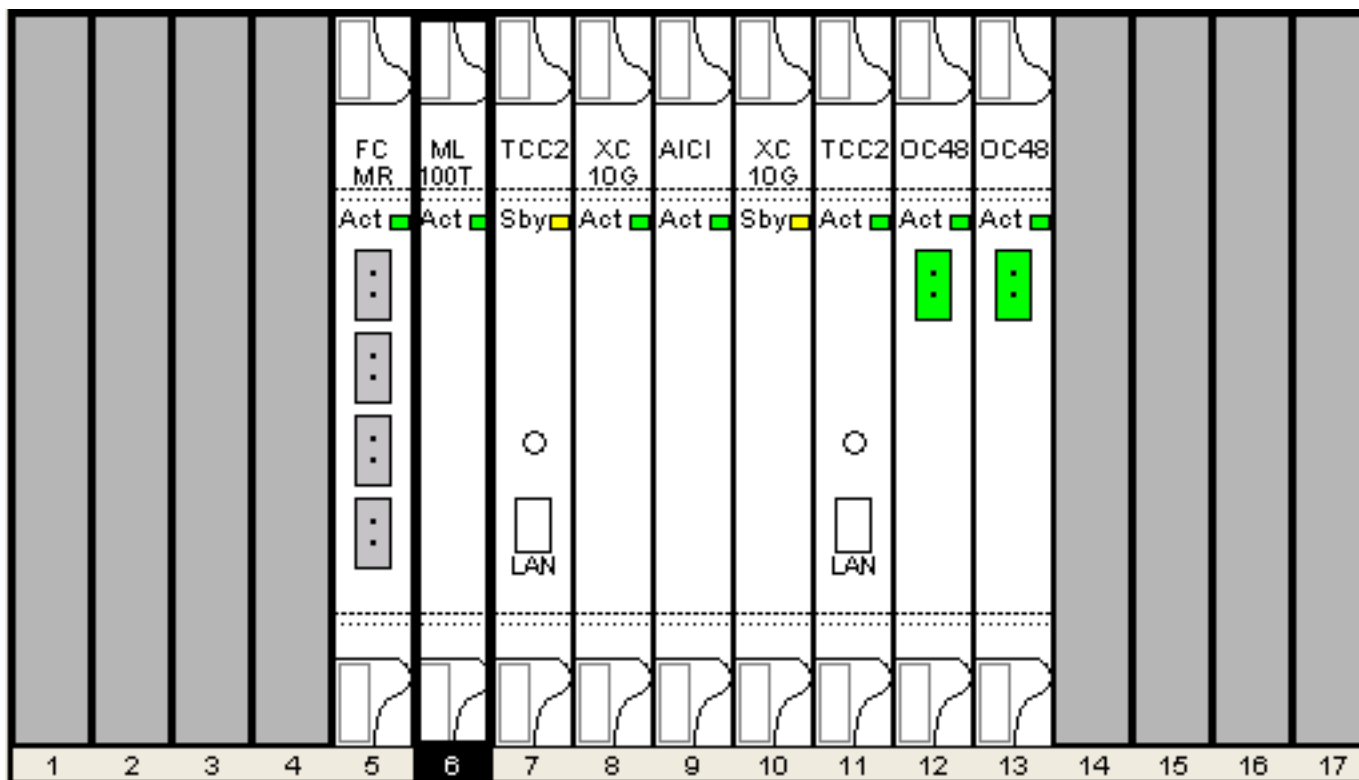 FC MR
ML 100T
TCC2
XC 10G
AICI
XC 10G
TCC2
OC48
OC48
Act
Act
Sby
Act
Act
Sby
Act
Act
Act
LAN
LAN
1 2 3 4 5 6 7 8 9 10 11 12 13 14 15 16 17